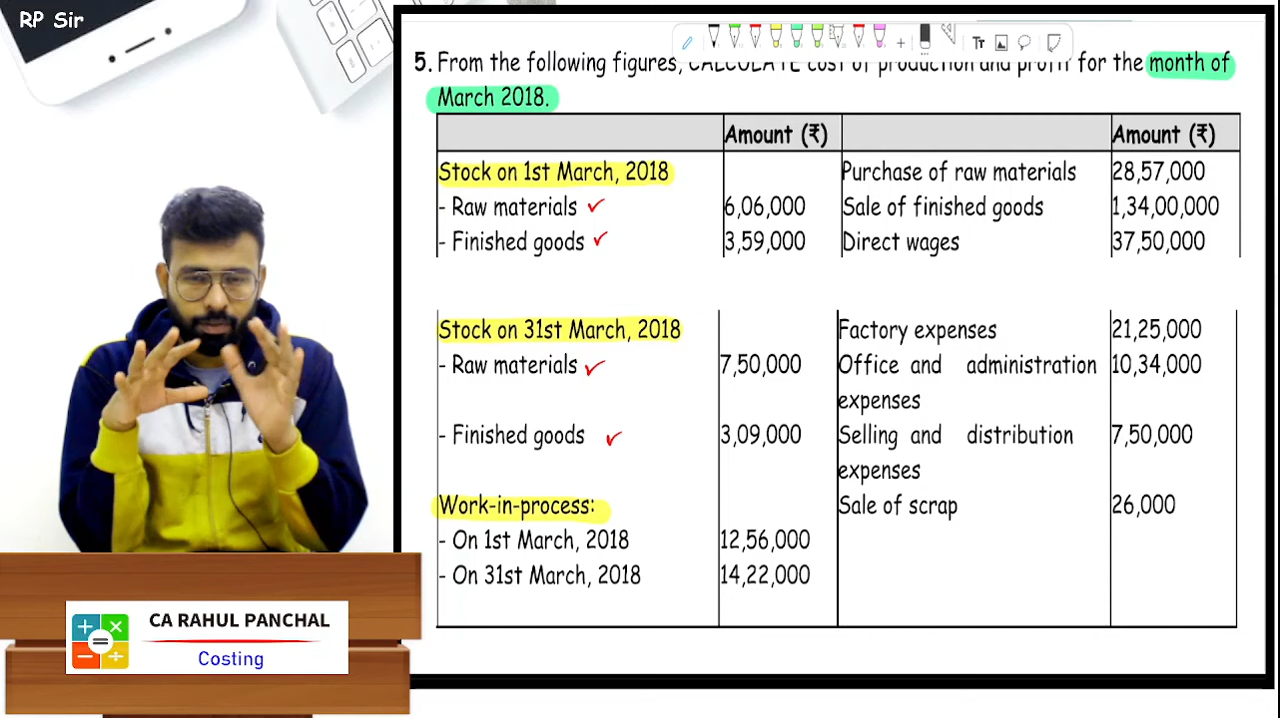 RP Sir
5. From the following figures, CALCULATE cost of production and profit for the month of
March 2018.
Amount (₹) Amount (₹)
Stock on 1st March, 2018 Purchase of raw materials 28,57,000
- Raw materials 6,06,000 Sale of finished goods 1,34,00,000
- Finished goods 3,59,000 Direct wages 37,50,000
Stock on 31st March, 2018 Factory expenses 21,25,000
- Raw materials 7,50,000 Office and administration 10,34,000
expenses
- Finished goods 3,09,000 Selling and distribution 7,50,000
expenses
Work-in-process: Sale of scrap 26,000
- On 1st March, 2018 12,56,000
- On 31st March, 2018 14,22,000
Tт
CA RAHUL PANCHAL
Costing